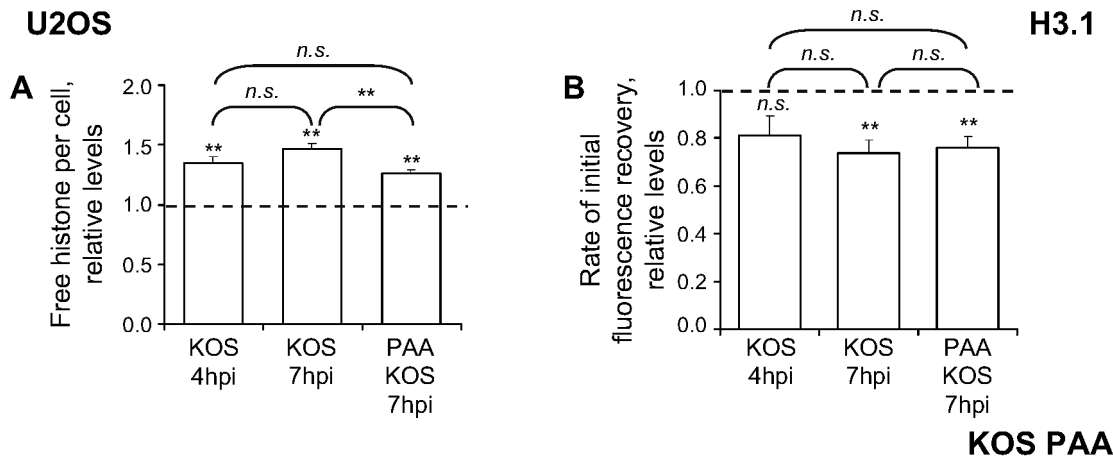 U2OS
H3.1
A
Free histone per cell,
relative levels
2.0
1.5
1.0
0.5
0.0
n.s.
n.s.
**
**
**
**
KOS
4hpi
KOS
7hpi
PAA
KOS
7hpi
B
Rate of initial
fluorescence recovery,
relative levels
1.0
0.8
0.6
0.4
0.2
0.0
n.s.
n.s.
n.s.
n.s.
**
**
KOS
4hpi
KOS
7hpi
PAA
KOS
7hpi
KOS PAA